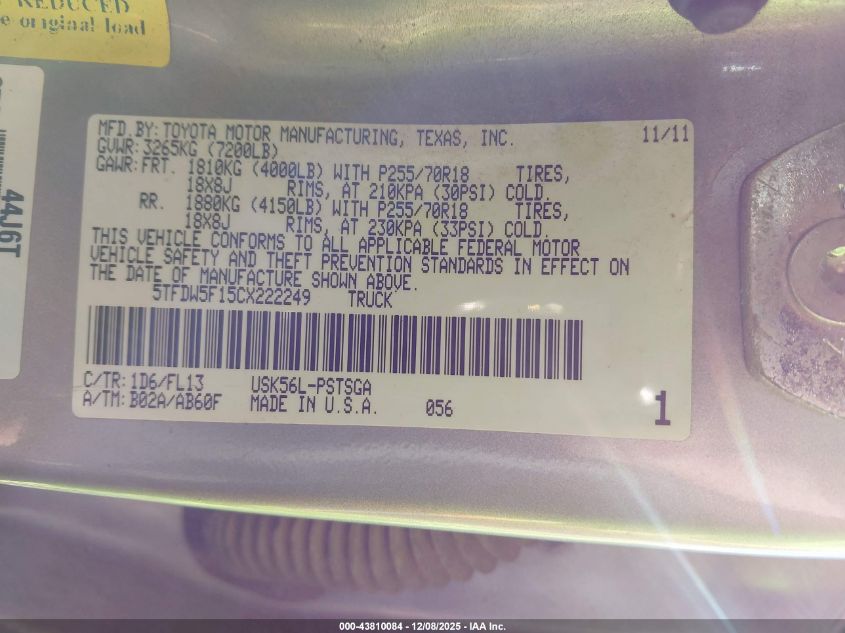 REDUCED
e original load
44J6T
MFD.BY: TOYOTA MOTOR MANUFACTURING, TEXAS, INC. 11/11
GVWR: 3265KG (7200LB)
GAWR: FRT. 1810KG (4000LB) WITH P255/70R18 TIRES,
18X8J RIMS, AT 210KPA (30PSI) COLD
RR. 1880KG (4150LB) WITH P255/70R18 TIRES,
18X8J RIMS, AT 230KPA (33PSI) COLD.
THIS VEHICLE CONFORMS TO ALL APPLICABLE FEDERAL MOTOR
VEHICLE SAFETY AND THEFT PREVENTION STANDARDS IN EFFECT ON
THE DATE OF MANUFACTURE SHOWN ABOVE.
5TFDW5F15CX222249 TRUCK
C/TR: 1D6/FL13 USK56L-PSTSGA
A/TM: B02A/AB60F MADE IN U.S.A. 056 1
000-43810084 - 12/08/2025 - IAA Inc.